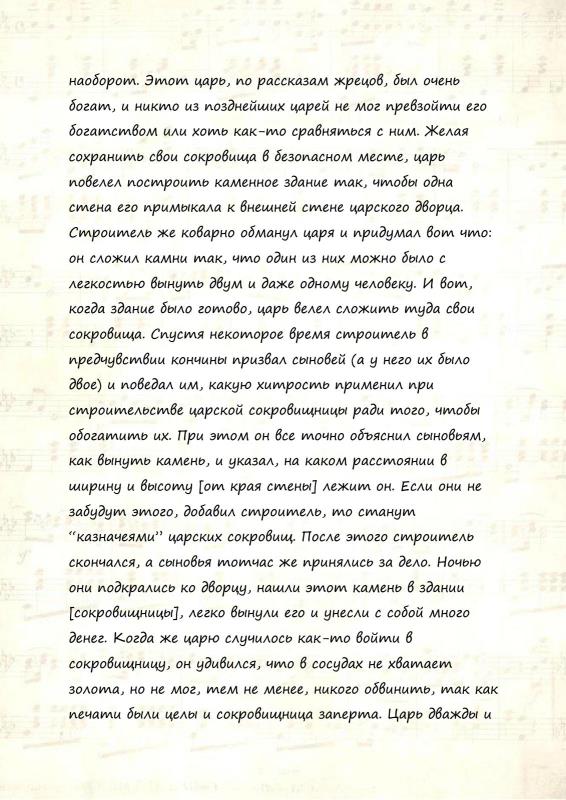 наоборот. Этот царь, по рассказам жрецов, был очень
богат, и никто из позднейших царей не мог превзойти его
богатством или хоть как-то сравняться с ним. Желая
сохранить свои сокровища в безопасном месте, царь
повелел построить каменное здание так, чтобы одна
стена его примыкала к внешней стене царского дворца.
Строитель же коварно обманул царя и придумал вот что:
он сложил камни так, что один из них можно было с
легкостью вынуть двум и даже одному человеку. И вот,
когда здание было готово, царь велел сложить туда свои
сокровища. Спустя некоторое время строитель в
предчувствии кончины призвал сыновей (а у него их было
двое) и поведал им, какую хитрость применил при
строительстве царской сокровищницы ради того, чтобы
обогатить их. При этом он все точно объяснил сыновьям,
как вынуть камень, и указал, на каком расстоянии в
ширину и высоту [от края стены] лежит он. Если они не
забудут этого, добавил строитель, то станут
“казначеями” царских сокровищ. После этого строитель
скончался, а сыновья тотчас же принялись за дело. Ночью
они подкрались ко дворцу, нашли этот камень в здании
[сокровищницы], легко вынули его и унесли с собой много
денег. Когда же царю случилось как-то войти в
сокровищницу, он удивился, что в сосудах не хватает
золота, но не мог, тем не менее, никого обвинить, так как
печати были целы и сокровищница заперта. Царь дважды и